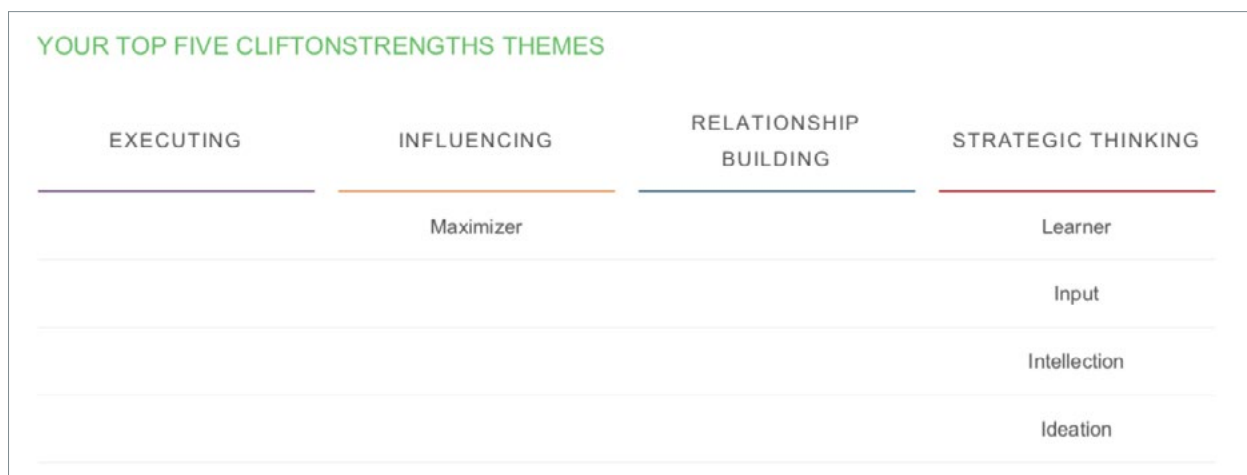 YOUR TOP FIVE CLIFTONSTRENGTHS THEMES
EXECUTING
INFLUENCING
RELATIONSHIP
BUILDING
STRATEGIC THINKING
Maximizer
Learner
Input
Intellection
Ideation